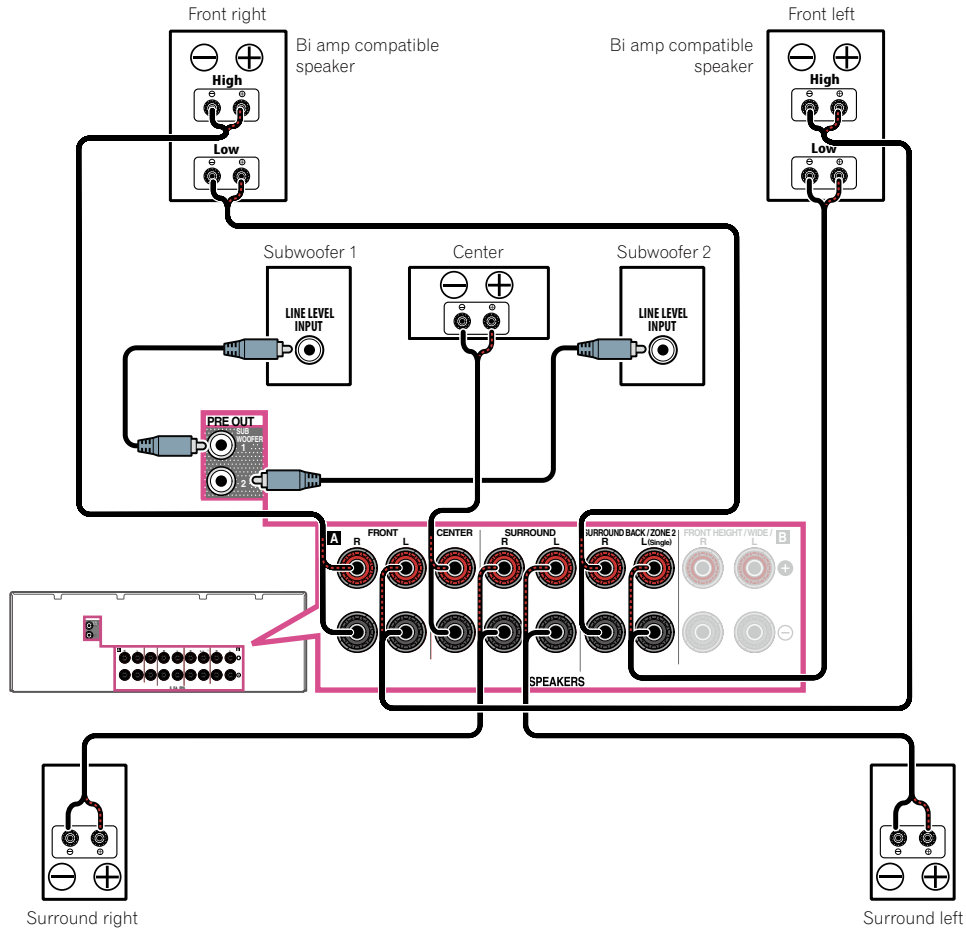 Front right
Front left
Bi amp compatible
speaker
Bi amp compatible
speaker
High
High
Low
Low
Subwoofer 1
Center
Subwoofer 2
LINE LEVEL
INPUT
LINE LEVEL
INPUT
PRE OUT
SUB
WOOFER
1
2
A
FRONT
CENTER
SURROUND
SURROUND BACK / ZONE 2
FRONT HEIGHT / WIDE /
B
R
L
R
L
R
L (Single)
R
L
SPEAKERS
Surround right
Surround left